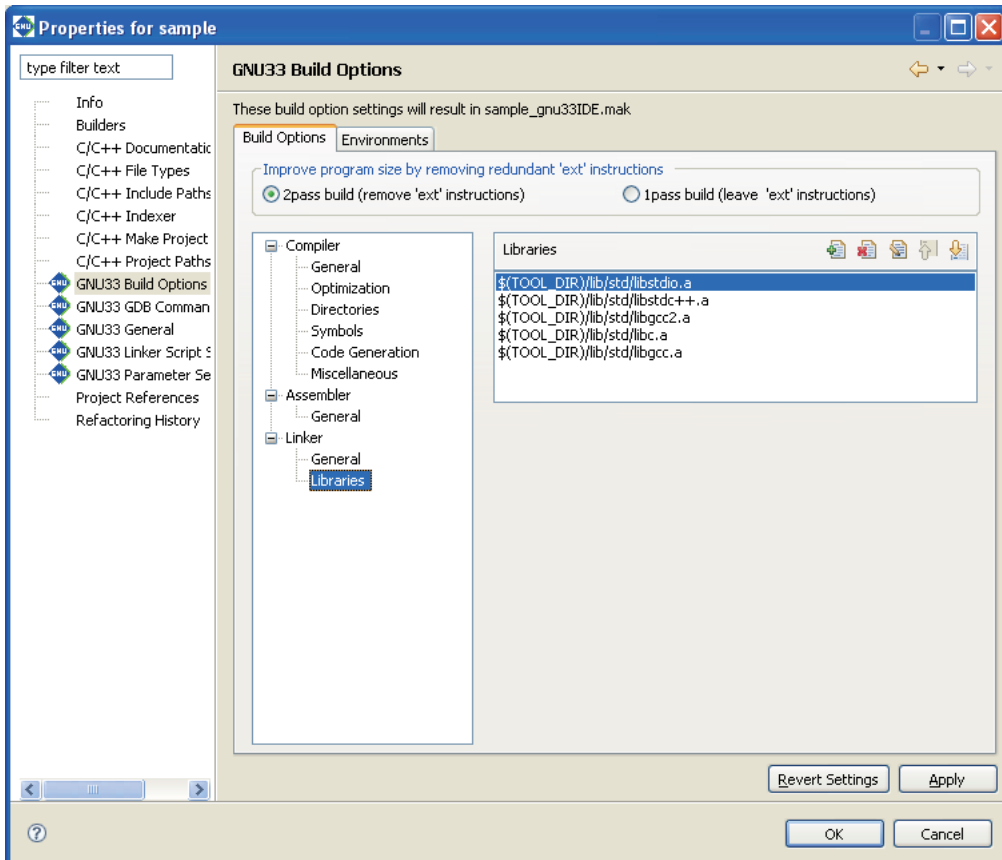 Properties for sample
type filter text
Info
Builders
C/C++ Documentatic
C/C++ File Types
C/C++ Include Paths
C/C++ Indexer
C/C++ Make Project
C/C++ Project Paths
GNU33 Build Options
GNU33 GDB Comman
GNU33 General
GNU33 Linker Script S
GNU33 Parameter Se
Project References
Refactoring History
GNU33 Build Options
These build option settings will result in sample_gnu33IDE.mak
Build Options Environments
Improve program size by removing redundant 'ext' instructions
2pass build (remove 'ext' instructions) 1pass build (leave 'ext' instructions)
Compiler
General
Optimization
Directories
Symbols
Code Generation
Miscellaneous
Assembler
General
Linker
General
Libraries
Libraries
$(TOOL_DIR)/lib/std/libstdio.a
$(TOOL_DIR)/lib/std/libstdc++.a
$(TOOL_DIR)/lib/std/libgcc2.a
$(TOOL_DIR)/lib/std/libc.a
$(TOOL_DIR)/lib/std/libgcc.a
Revert Settings Apply
OK Cancel